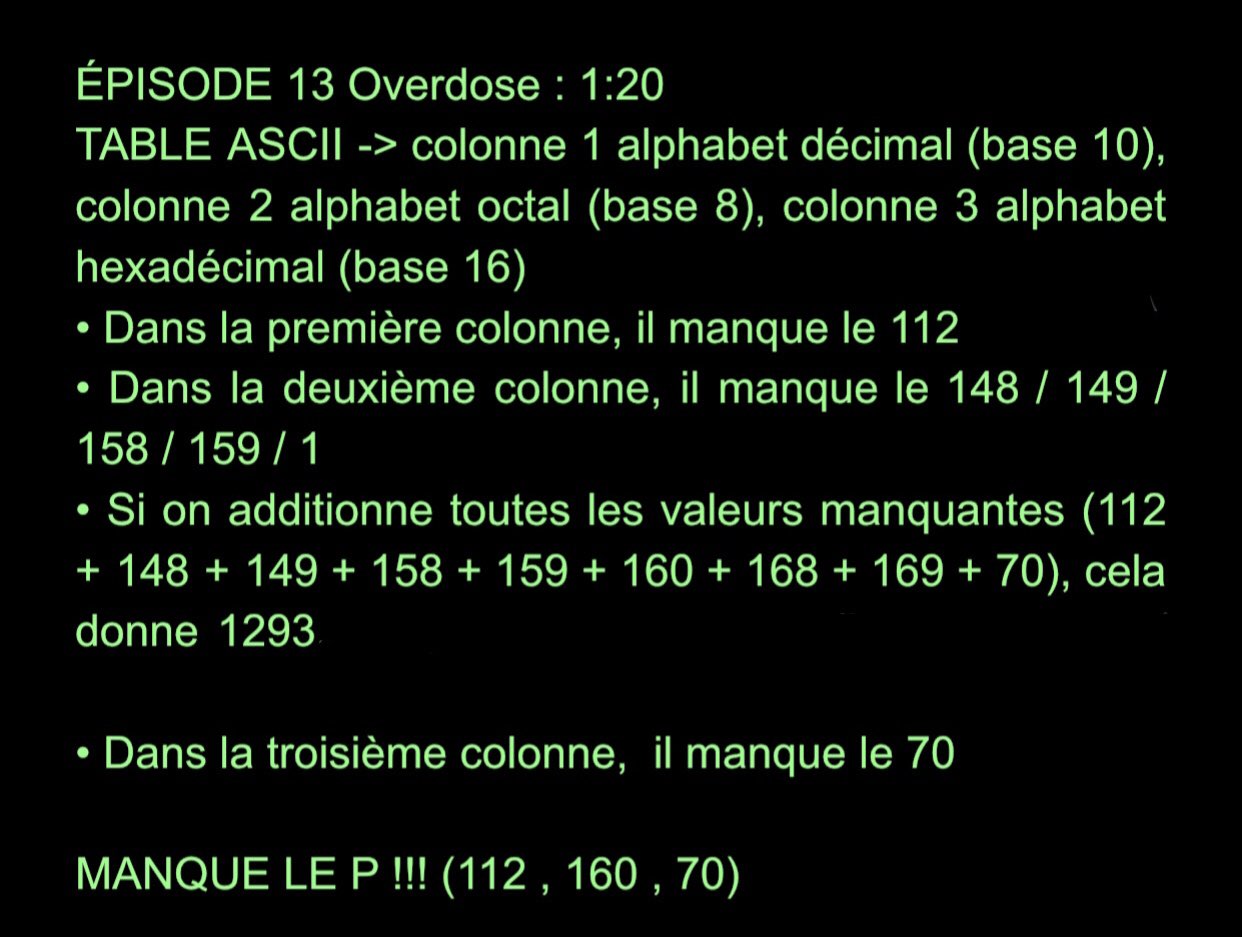 ÉPISODE 13 Overdose : 1:20
TABLE ASCII -> colonne 1 alphabet décimal (base 10),
colonne 2 alphabet octal (base 8), colonne 3 alphabet
hexadécimal (base 16)
• Dans la première colonne, il manque le 112
• Dans la deuxième colonne, il manque le 148 / 149 /
158 / 159 / 1
• Si on additionne toutes les valeurs manquantes (112
+ 148 + 149 + 158 + 159 + 160 + 168 + 169 + 70), cela
donne 1293
• Dans la troisième colonne, il manque le 70
MANQUE LE P !!! (112 , 160 , 70)